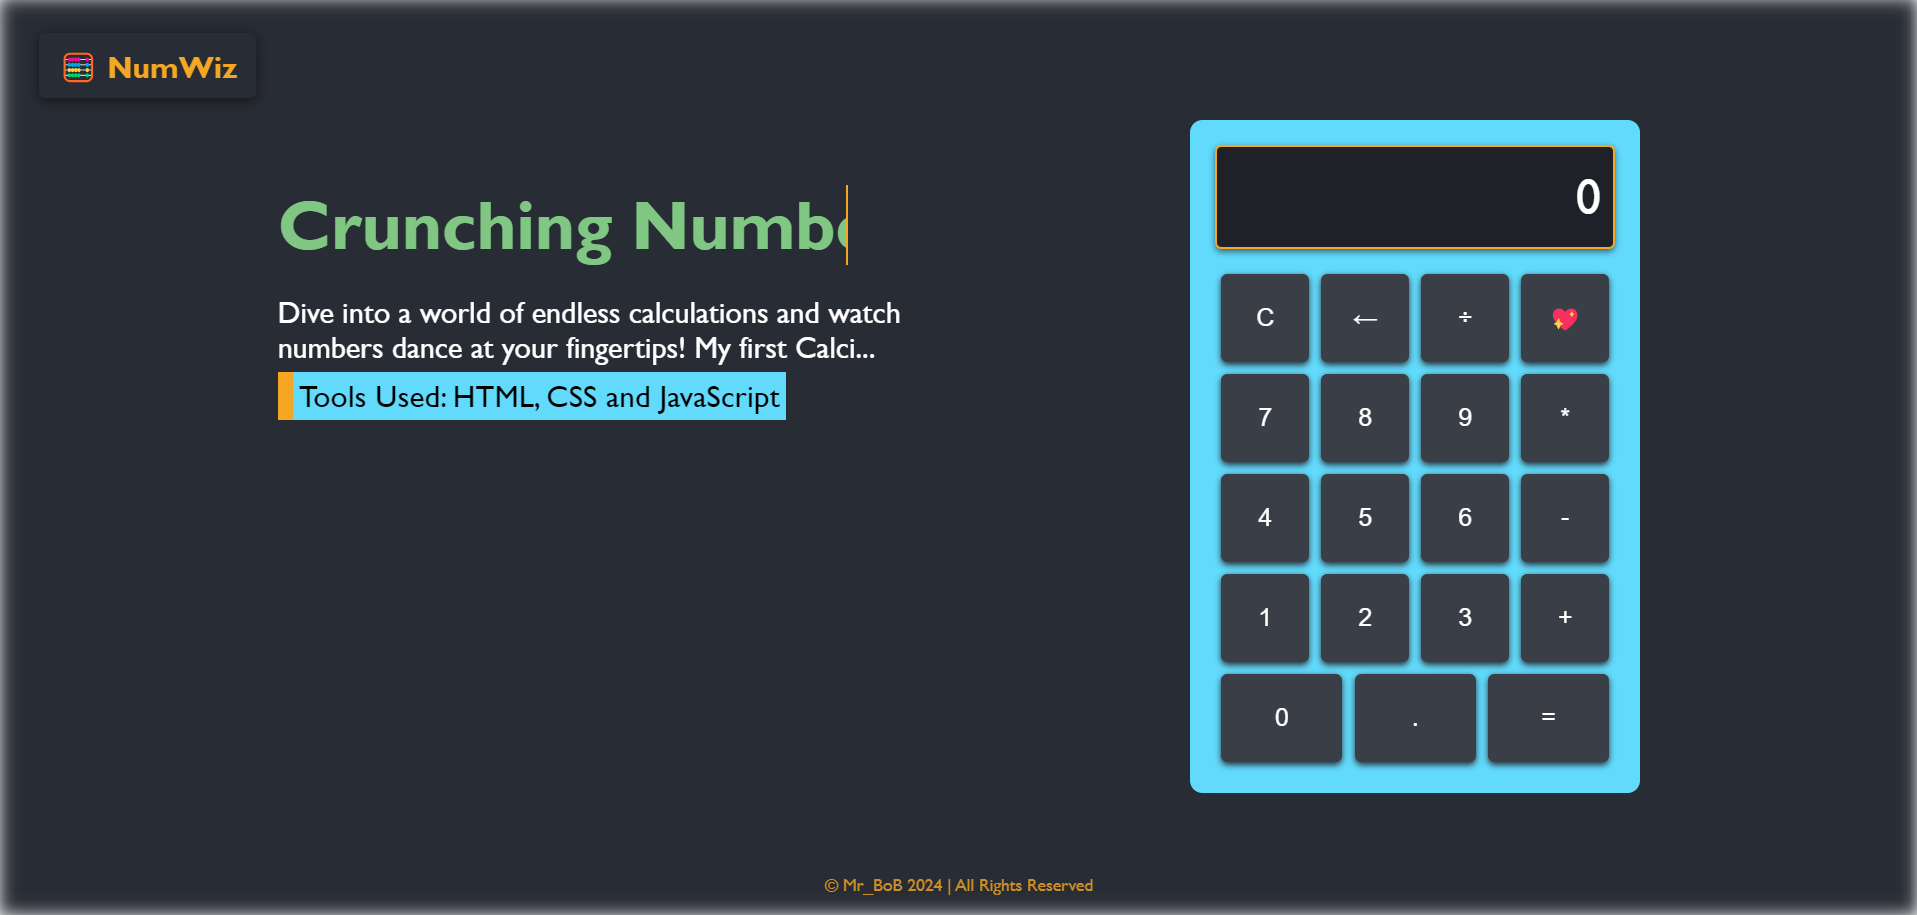 NumWiz
Crunching Numb
Dive into a world of endless calculations and watch
numbers dance at your fingertips! My first Calci...
Tools Used: HTML, CSS and JavaScript
0
C ← ÷ 💖
7 8 9 *
4 5 6 -
1 2 3 +
0 . =
© Mr_BoB 2024 | All Rights Reserved